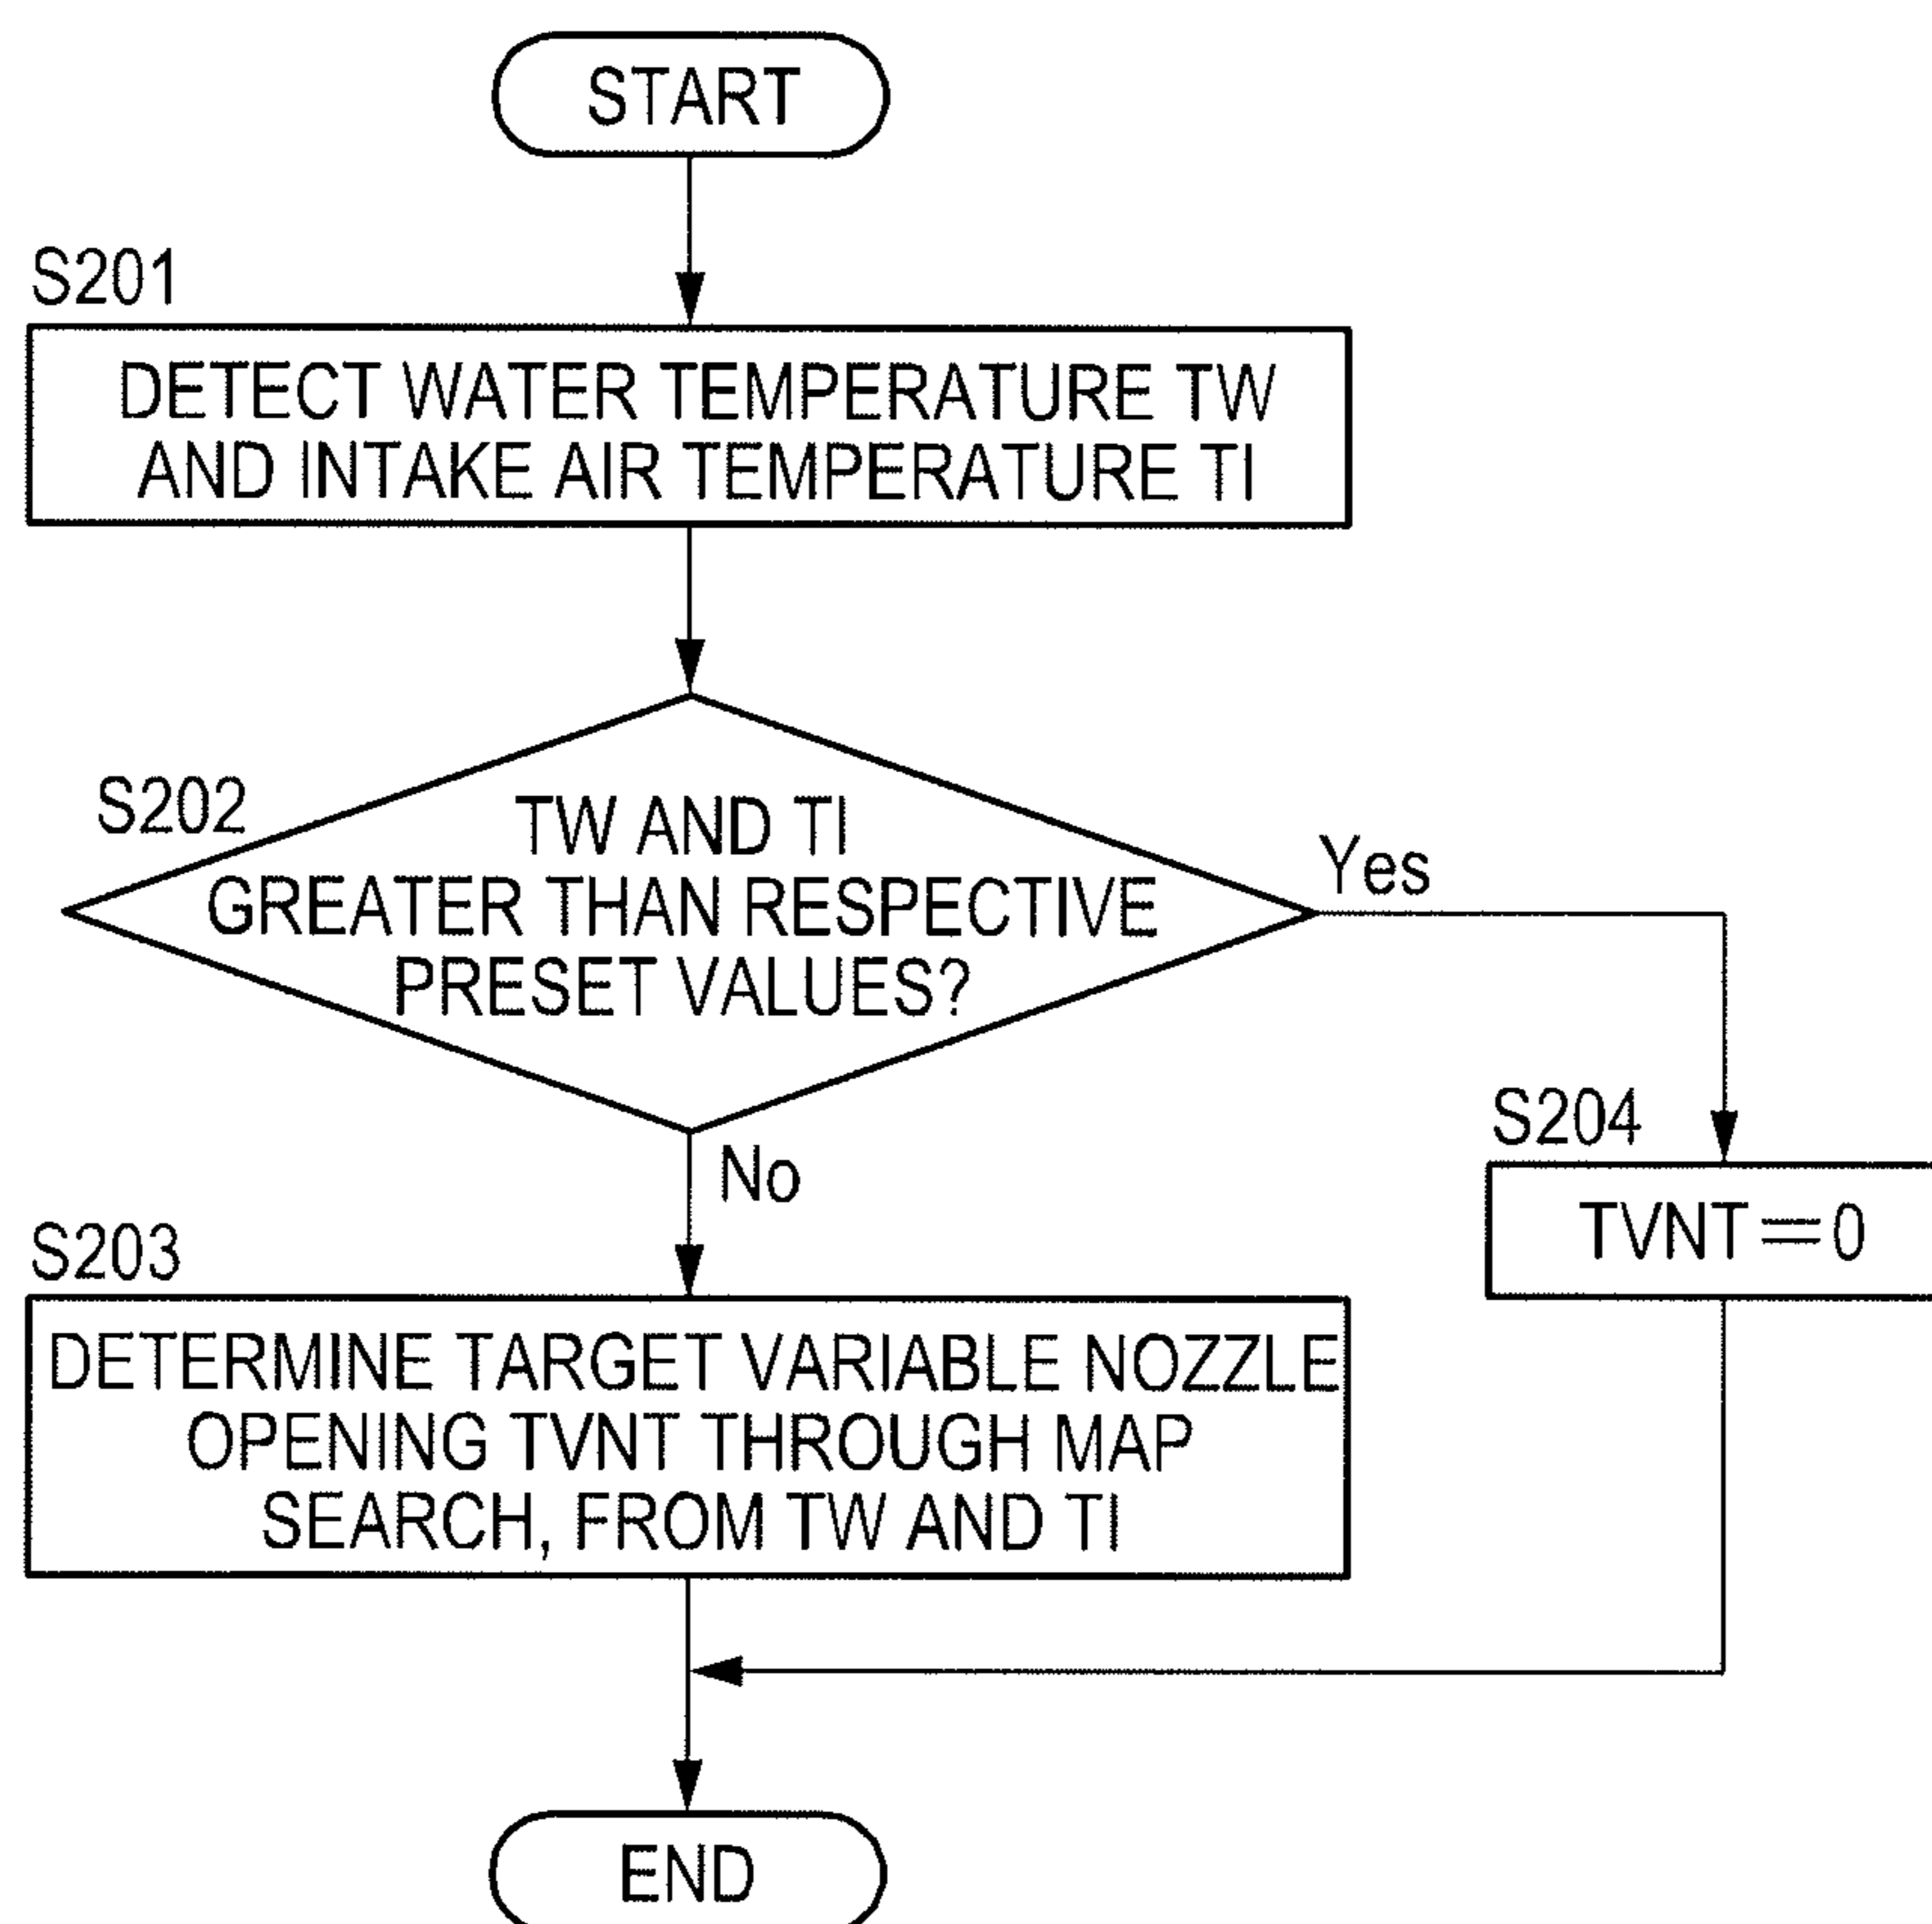 START
S201
DETECT WATER TEMPERATURE TW
AND INTAKE AIR TEMPERATURE TI
S202
TW AND TI
GREATER THAN RESPECTIVE
PRESET VALUES?
Yes
No
S204
TVNT=0
S203
DETERMINE TARGET VARIABLE NOZZLE
OPENING TVNT THROUGH MAP
SEARCH, FROM TW AND TI
END